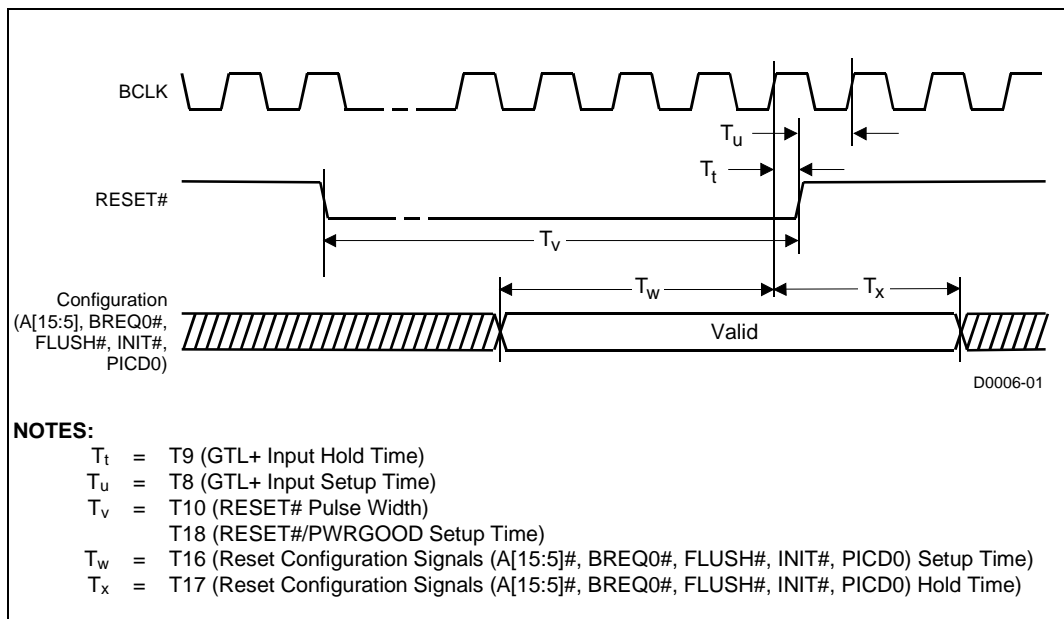 BCLK
T_u
T_t
RESET#
T_v
T_w
T_x
Configuration
(A[15:5], BREQ0#,
FLUSH#, INIT#,
PICD0)
Valid
D0006-01
NOTES:
T_t = T9 (GTL+ Input Hold Time)
T_u = T8 (GTL+ Input Setup Time)
T_v = T10 (RESET# Pulse Width)
T18 (RESET#/PWRGOOD Setup Time)
T_w = T16 (Reset Configuration Signals (A[15:5]#, BREQ0#, FLUSH#, INIT#, PICD0) Setup Time)
T_x = T17 (Reset Configuration Signals (A[15:5]#, BREQ0#, FLUSH#, INIT#, PICD0) Hold Time)